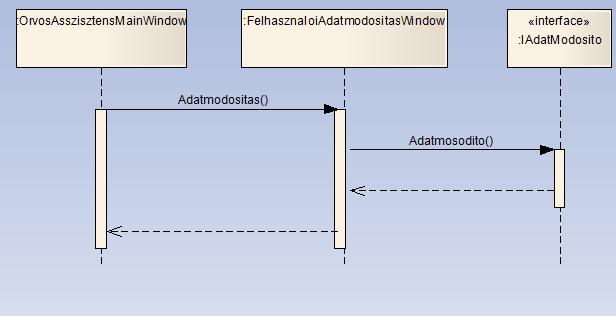 :OrvosAsszisztensMainWindow
:FelhasznaloiAdatmodositasWindow
«interface»
:IAdatModosito
Adatmodositas()
Adatmosodito()